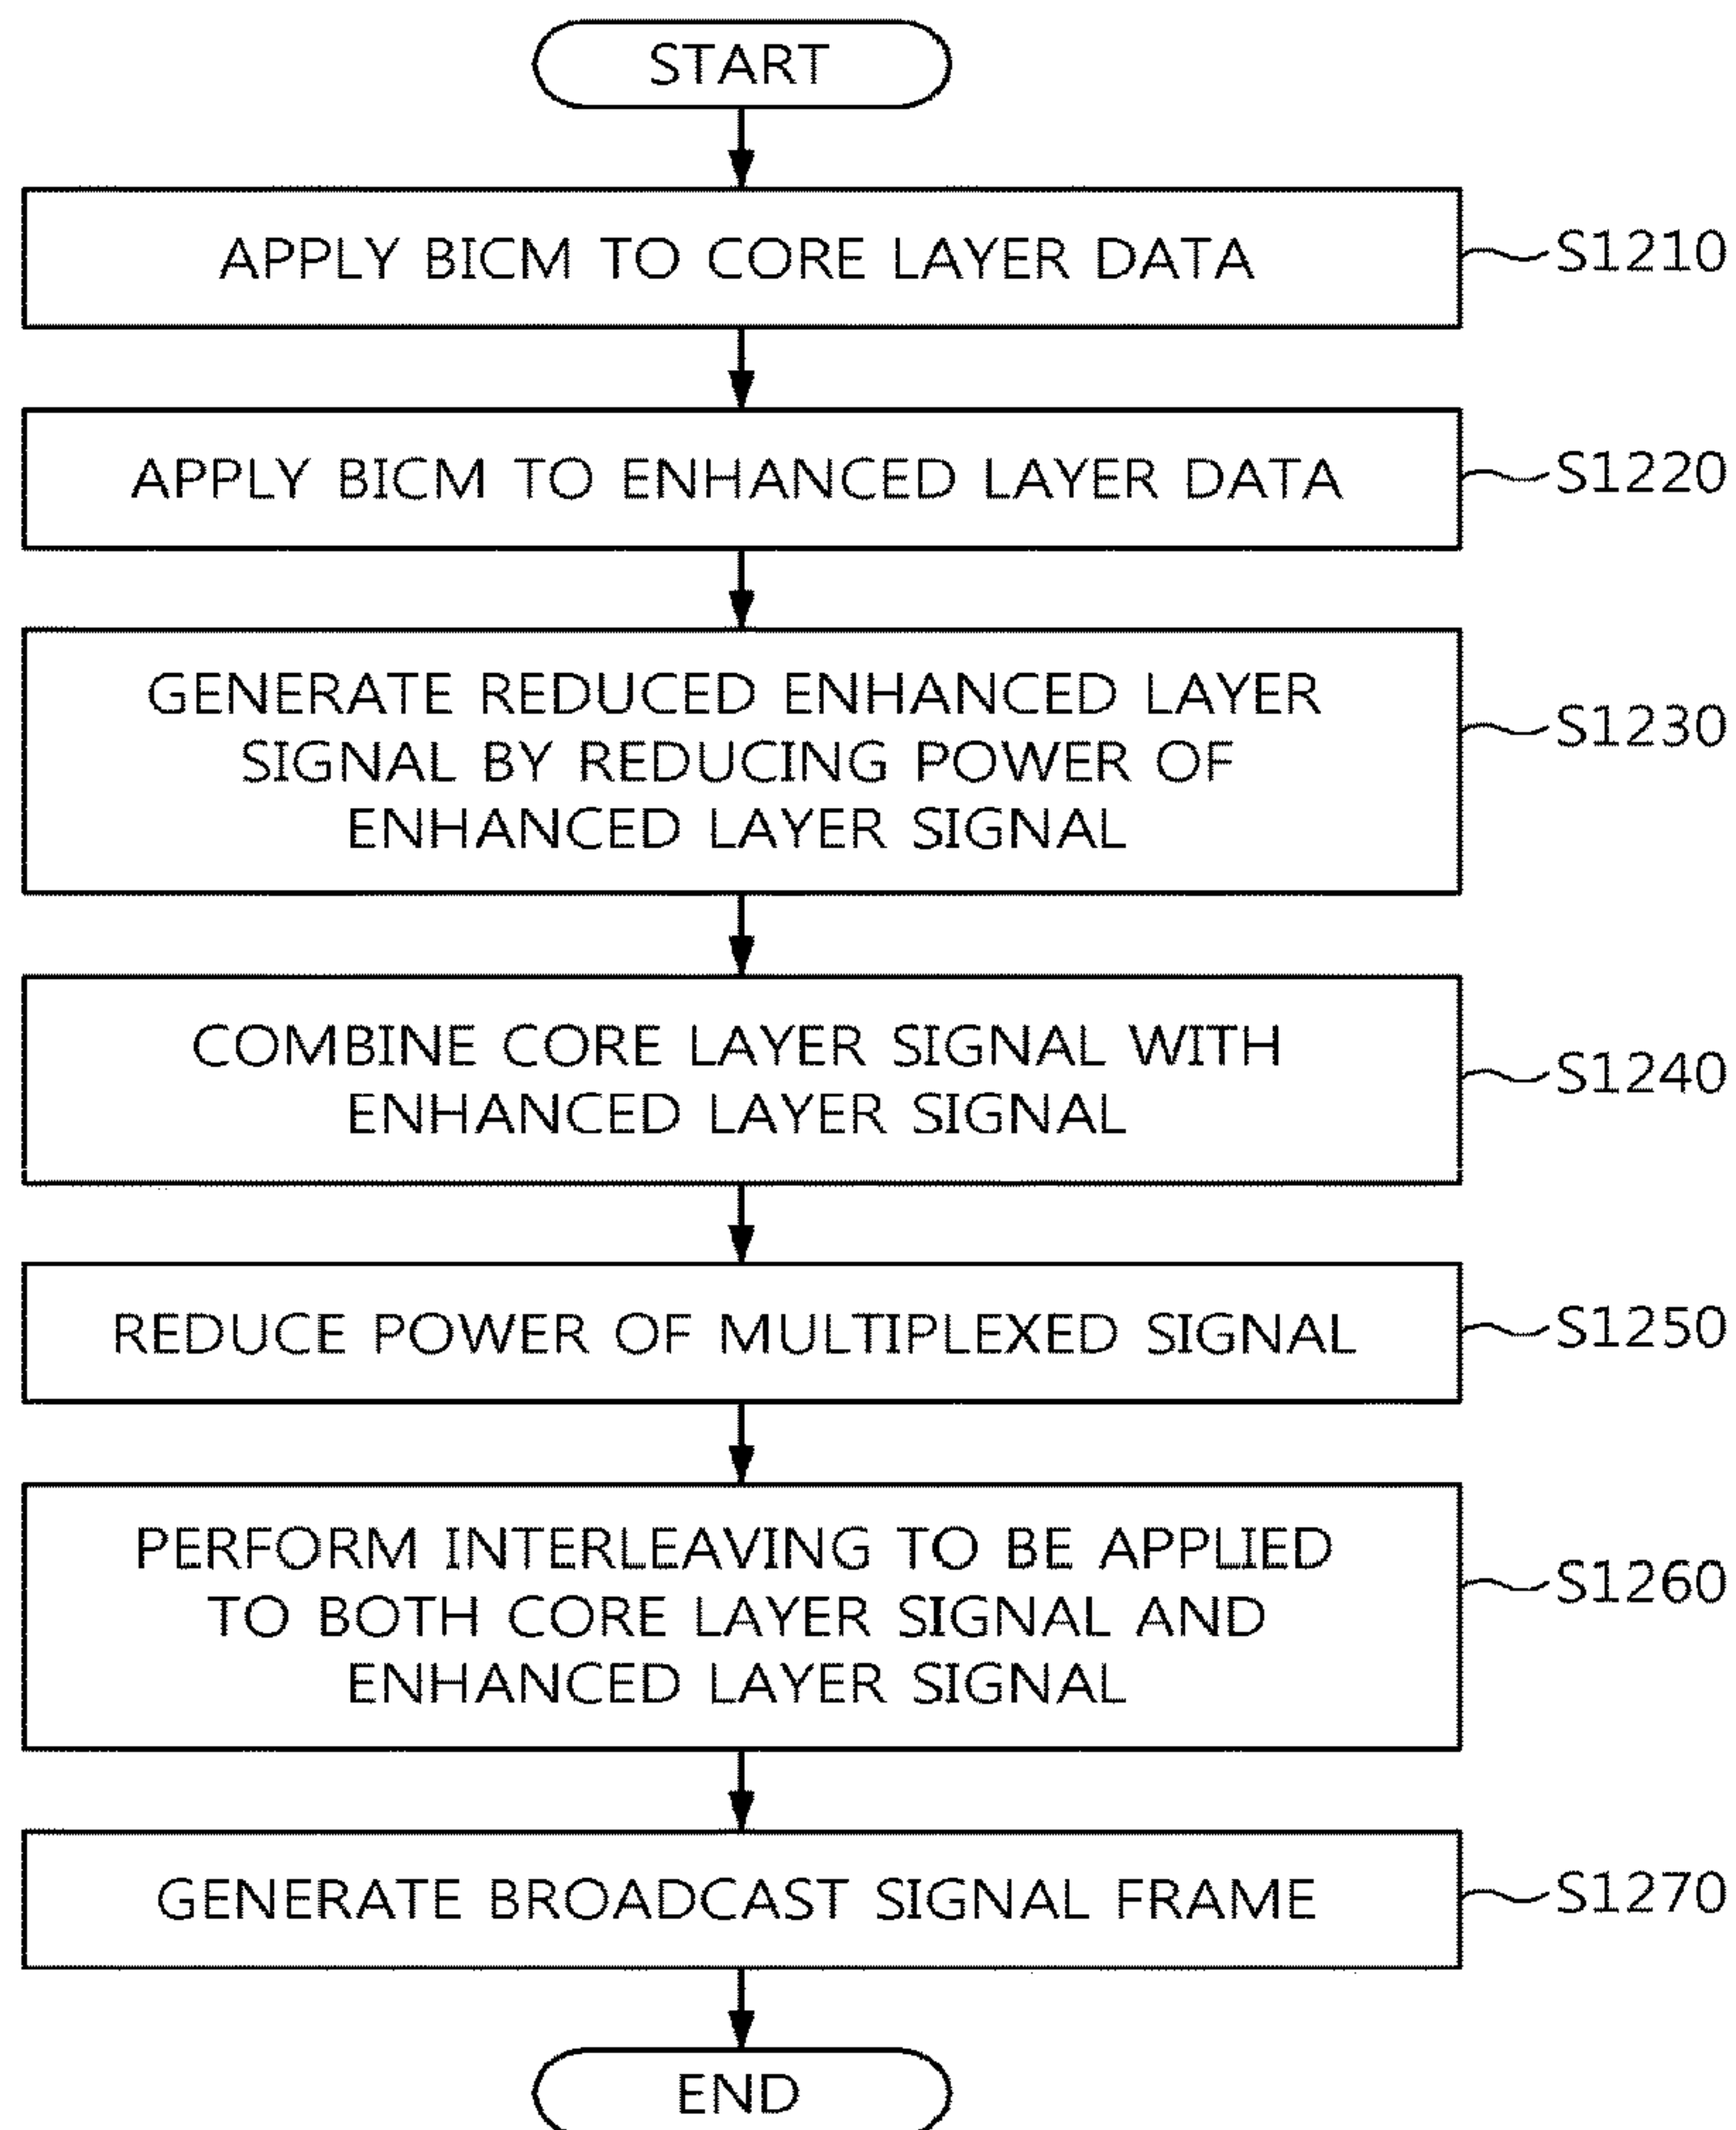 START
APPLY BICM TO CORE LAYER DATA
S1210
APPLY BICM TO ENHANCED LAYER DATA
S1220
GENERATE REDUCED ENHANCED LAYER
SIGNAL BY REDUCING POWER OF
ENHANCED LAYER SIGNAL
S1230
COMBINE CORE LAYER SIGNAL WITH
ENHANCED LAYER SIGNAL
S1240
REDUCE POWER OF MULTIPLEXED SIGNAL
S1250
PERFORM INTERLEAVING TO BE APPLIED
TO BOTH CORE LAYER SIGNAL AND
ENHANCED LAYER SIGNAL
S1260
GENERATE BROADCAST SIGNAL FRAME
S1270
END